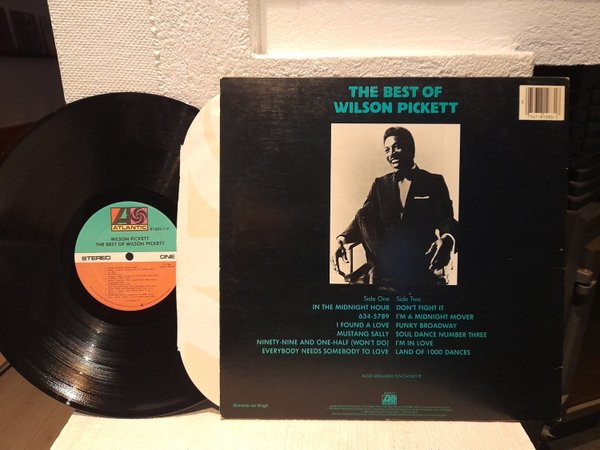 THE BEST OF
WILSON PICKETT
Side One
IN THE MIDNIGHT HOUR
634-5789
I FOUND A LOVE
MUSTANG SALLY
NINETY-NINE AND ONE-HALF (WON'T DO)
EVERYBODY NEEDS SOMEBODY TO LOVE
Side Two
DON'T FIGHT IT
I'M A MIDNIGHT MOVER
FUNKY BROADWAY
SOUL DANCE NUMBER THREE
I'M IN LOVE
LAND OF 1000 DANCES
ALSO AVAILABLE ON CASSETTE
ATLANTIC
81283-1-Y
WILSON PICKETT
THE BEST OF WILSON PICKETT
STEREO
ONE